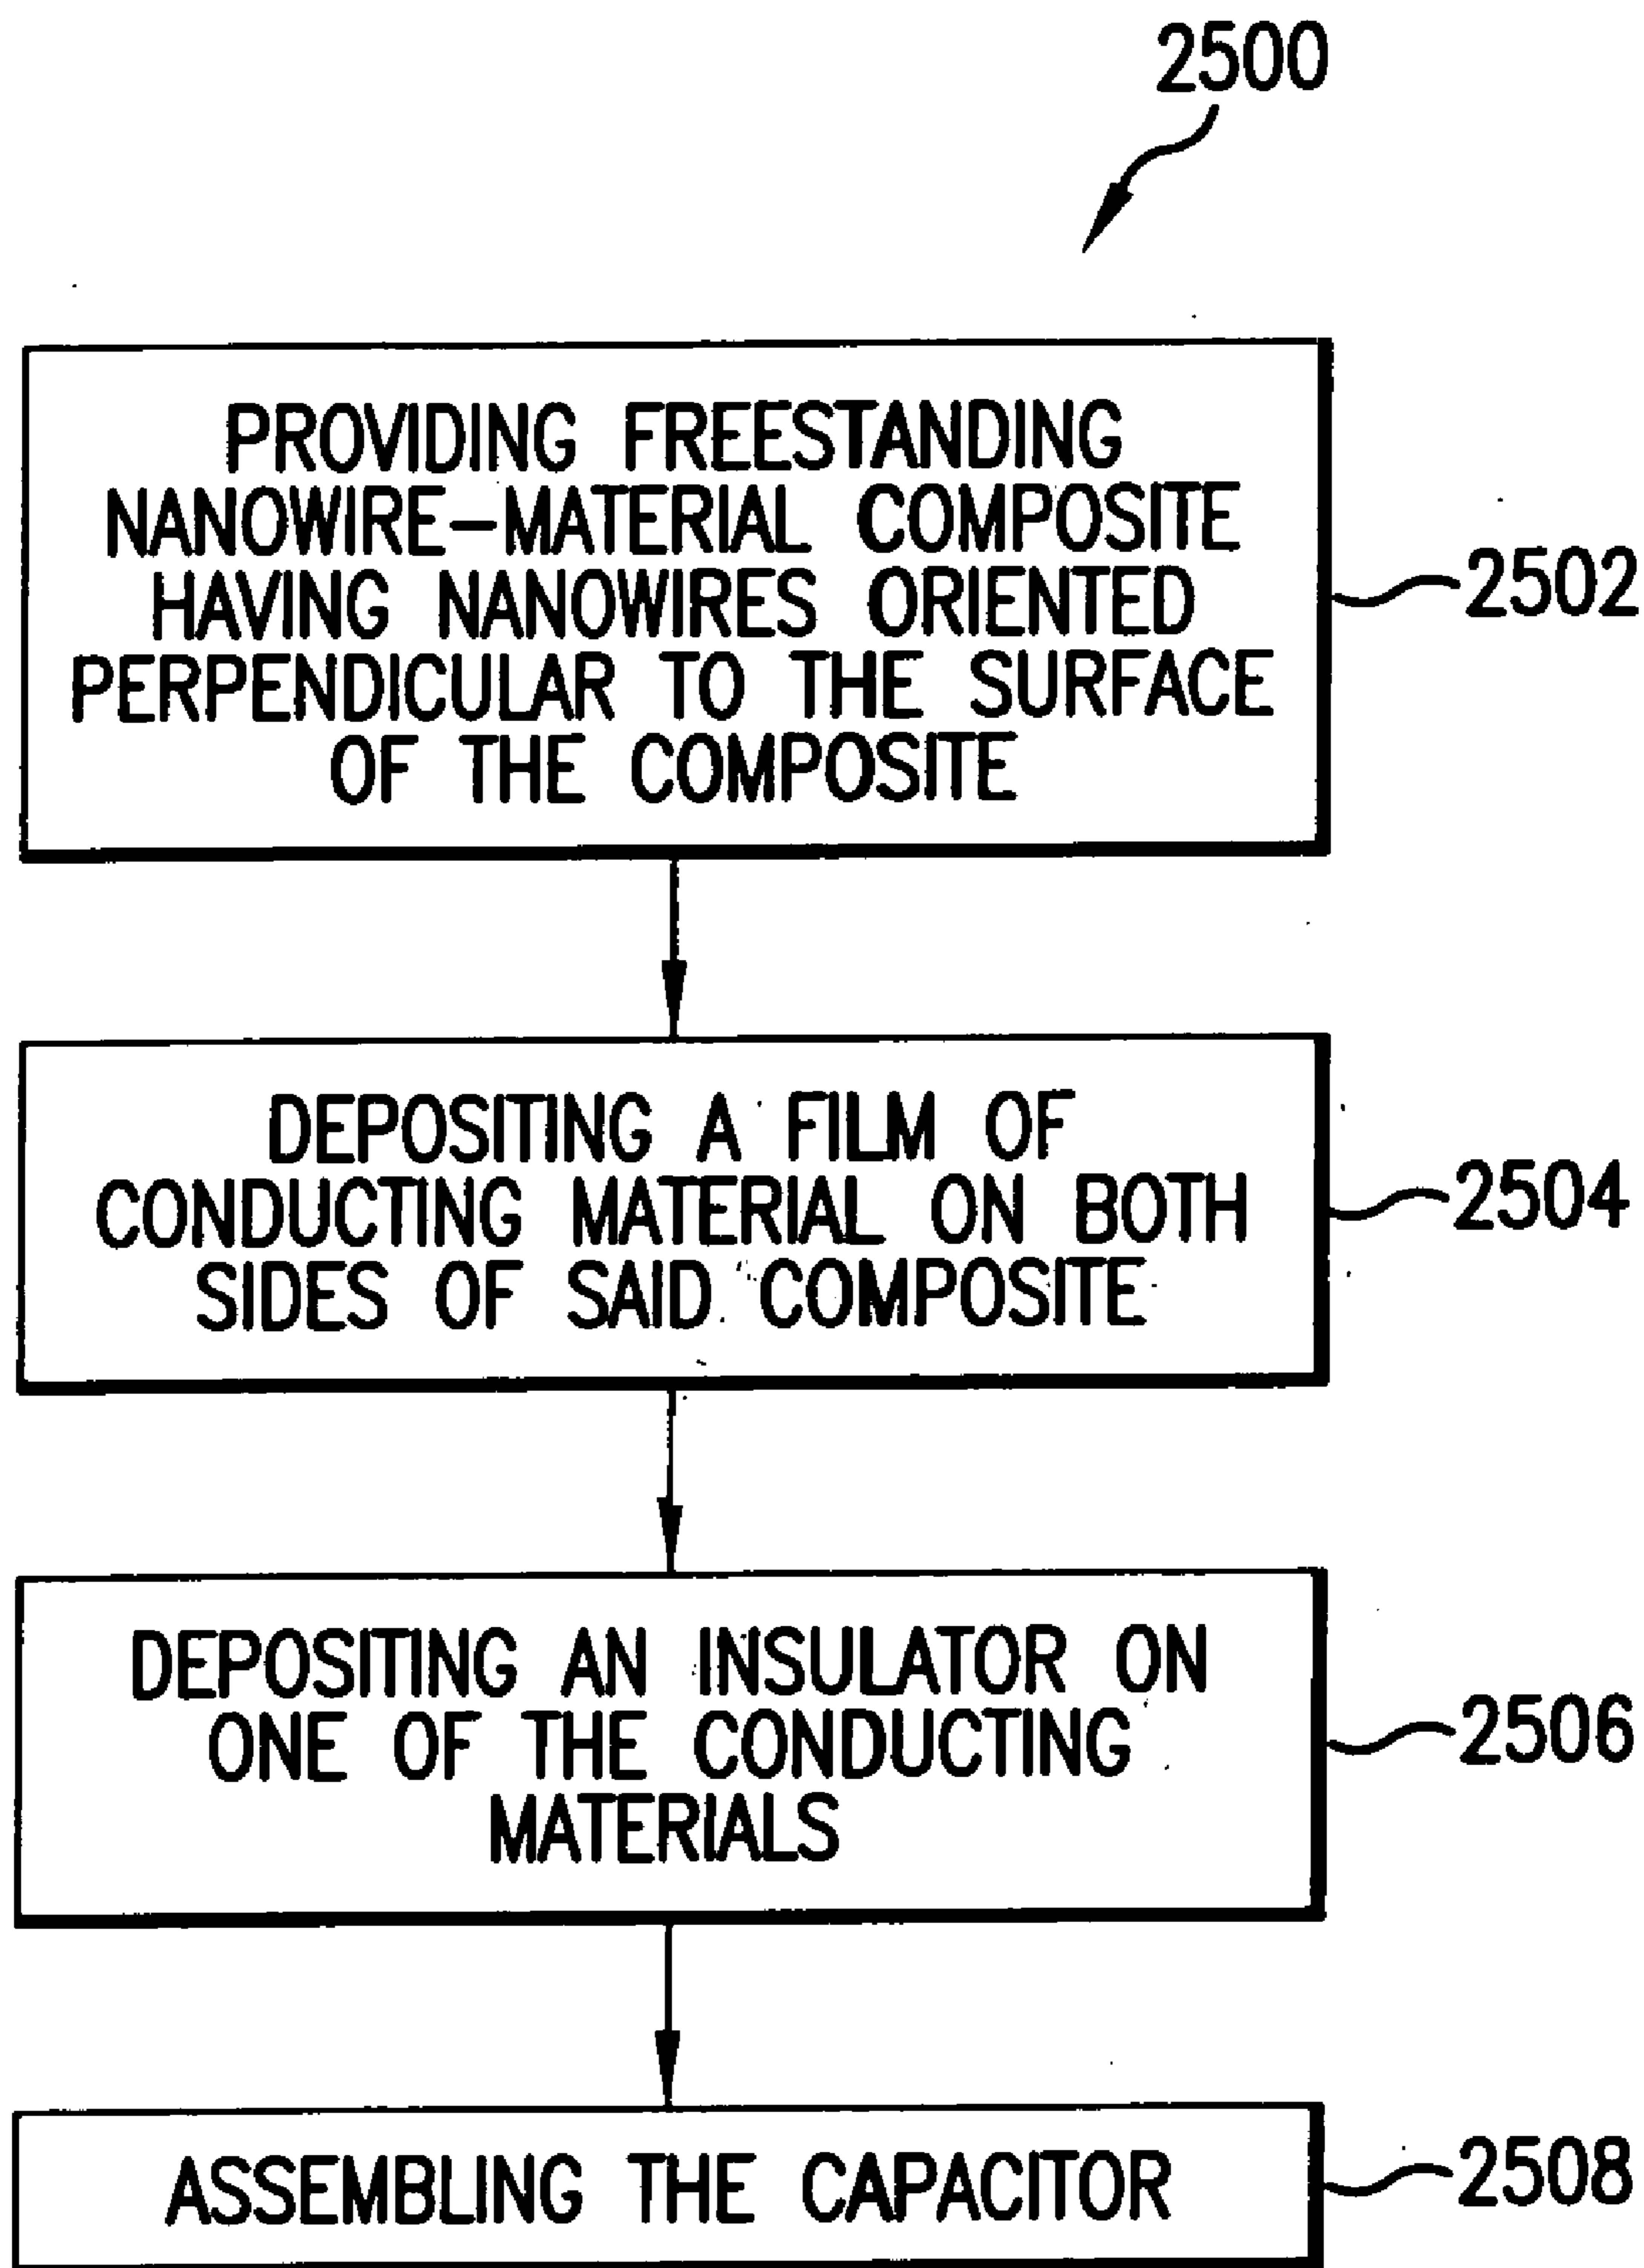 2500
PROVIDING FREESTANDING
NANOWIRE-MATERIAL COMPOSITE
HAVING NANOWIRES ORIENTED
PERPENDICULAR TO THE SURFACE
OF THE COMPOSITE
2502
DEPOSITING A FILM OF
CONDUCTING MATERIAL ON BOTH
SIDES OF SAID COMPOSITE
2504
DEPOSITING AN INSULATOR ON
ONE OF THE CONDUCTING
MATERIALS
2506
ASSEMBLING THE CAPACITOR
2508